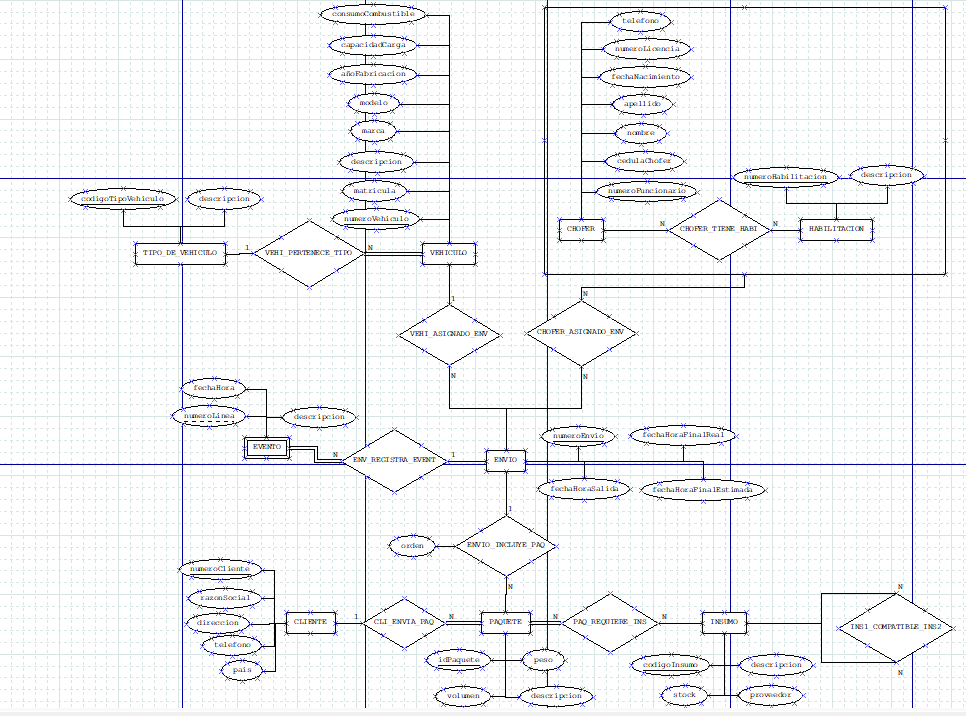 consumoCombustible
capacidadCarga
añoFabricacion
modelo
marca
descripcion
matricula
numeroVehiculo
telefono
numeroLicencia
fechaNacimiento
apellido
nombre
cedulaChofer
numeroFuncionario
numeroHabilitacion
descripcion
codigoTipoVehiculo
descripcion
CHOFER
N
CHOFER_TIENE_HABI
N
HABILITACION
TIPO_DE_VEHICULO
1
VEHI_PERTENECE_TIPO
N
VEHICULO
1
N
VEHI_ASIGNADO_ENV
CHOFER_ASIGNADO_ENV
N
N
fechaHora
numeroLinea
descripcion
EVENTO
N
ENV_REGISTRA_EVENT
1
ENVIO
numeroEnvio
fechaHoraFinalReal
fechaHoraSalida
fechaHoraFinalEstimada
1
orden
ENVIO_INCLUYE_PAQ
N
numeroCliente
razonSocial
direccion
telefono
pais
CLIENTE
1
CLI_ENVIA_PAQ
N
PAQUETE
N
PAQ_REQUIERE_INS
N
INSUMO
N
INS1_COMPATIBLE_INS2
N
idPaquete
peso
volumen
descripcion
codigoInsumo
descripcion
stock
proveedor